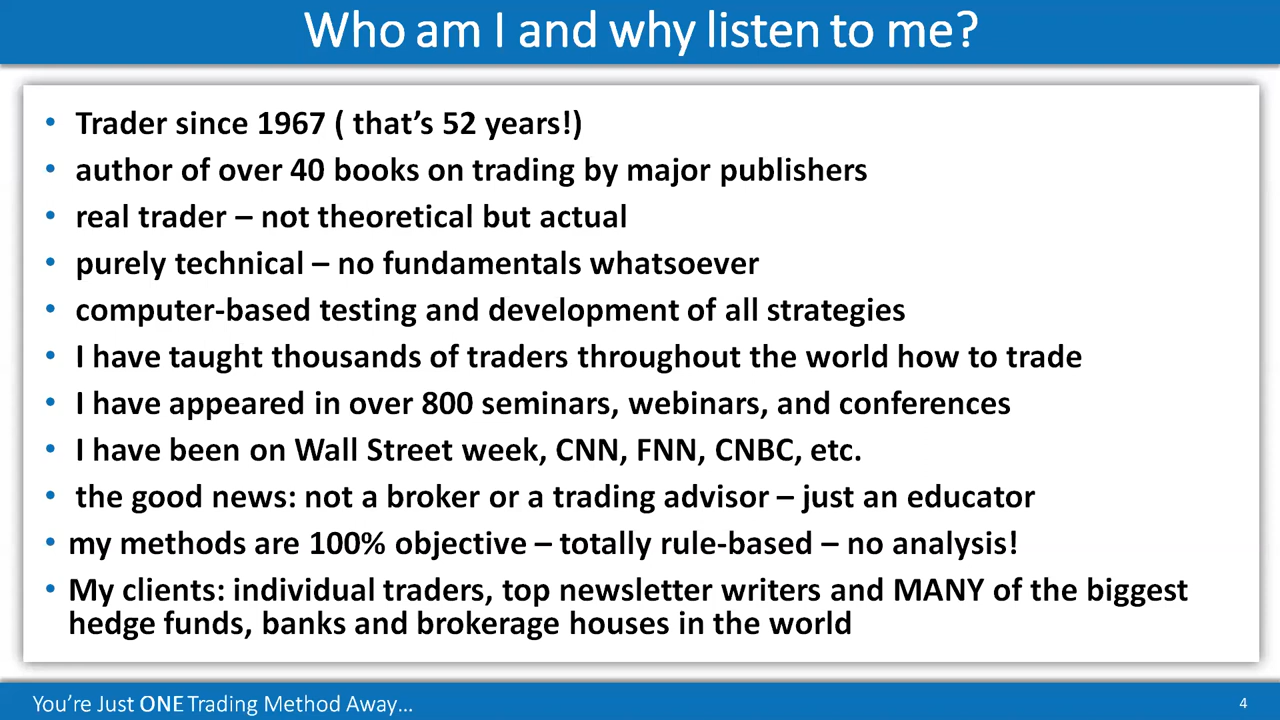 Who am I and why listen to me?
• Trader since 1967 ( that’s 52 years!)
• author of over 40 books on trading by major publishers
• real trader – not theoretical but actual
• purely technical – no fundamentals whatsoever
• computer-based testing and development of all strategies
• I have taught thousands of traders throughout the world how to trade
• I have appeared in over 800 seminars, webinars, and conferences
• I have been on Wall Street week, CNN, FNN, CNBC, etc.
• the good news: not a broker or a trading advisor – just an educator
• my methods are 100% objective – totally rule-based – no analysis!
• My clients: individual traders, top newsletter writers and MANY of the biggest
hedge funds, banks and brokerage houses in the world
You’re Just ONE Trading Method Away...
4